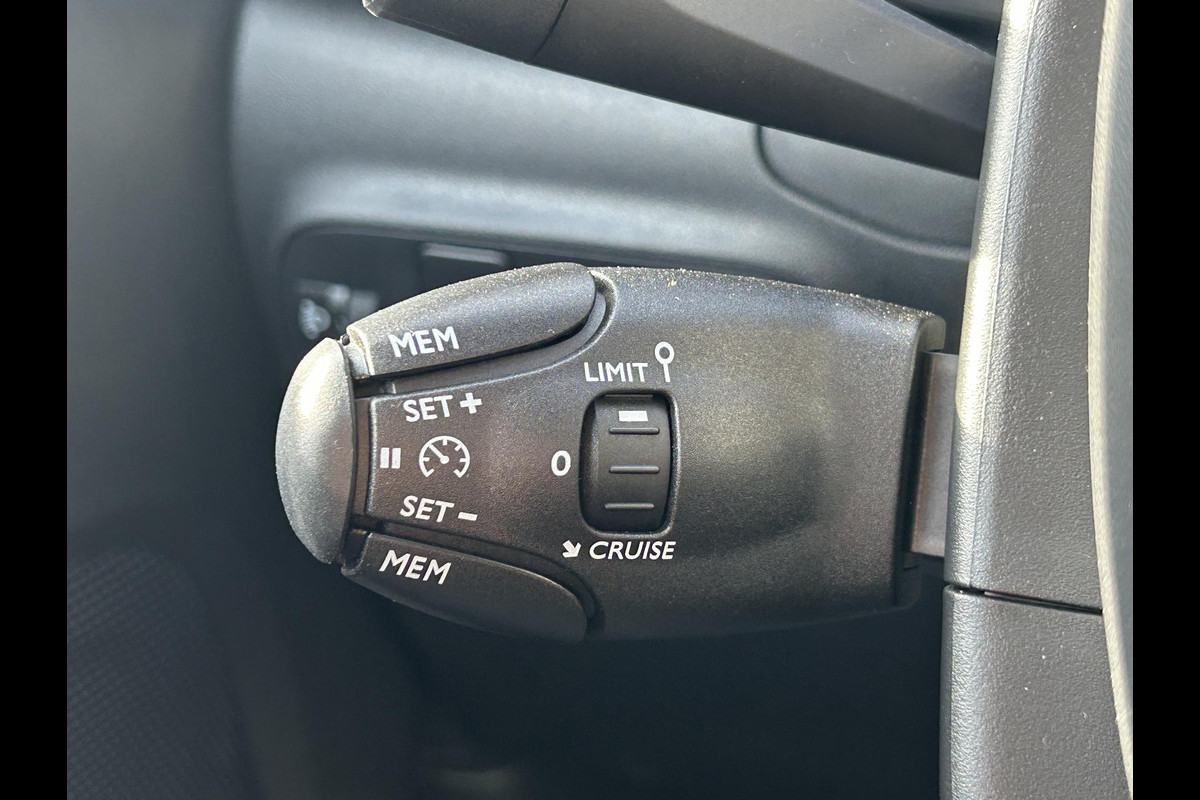 MEM
LIMIT
SET +
0
SET -
CRUISE
MEM